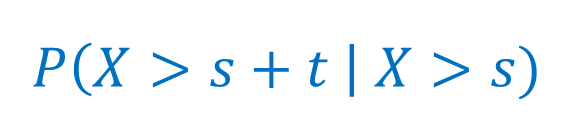 P(X > s + t | X > s)